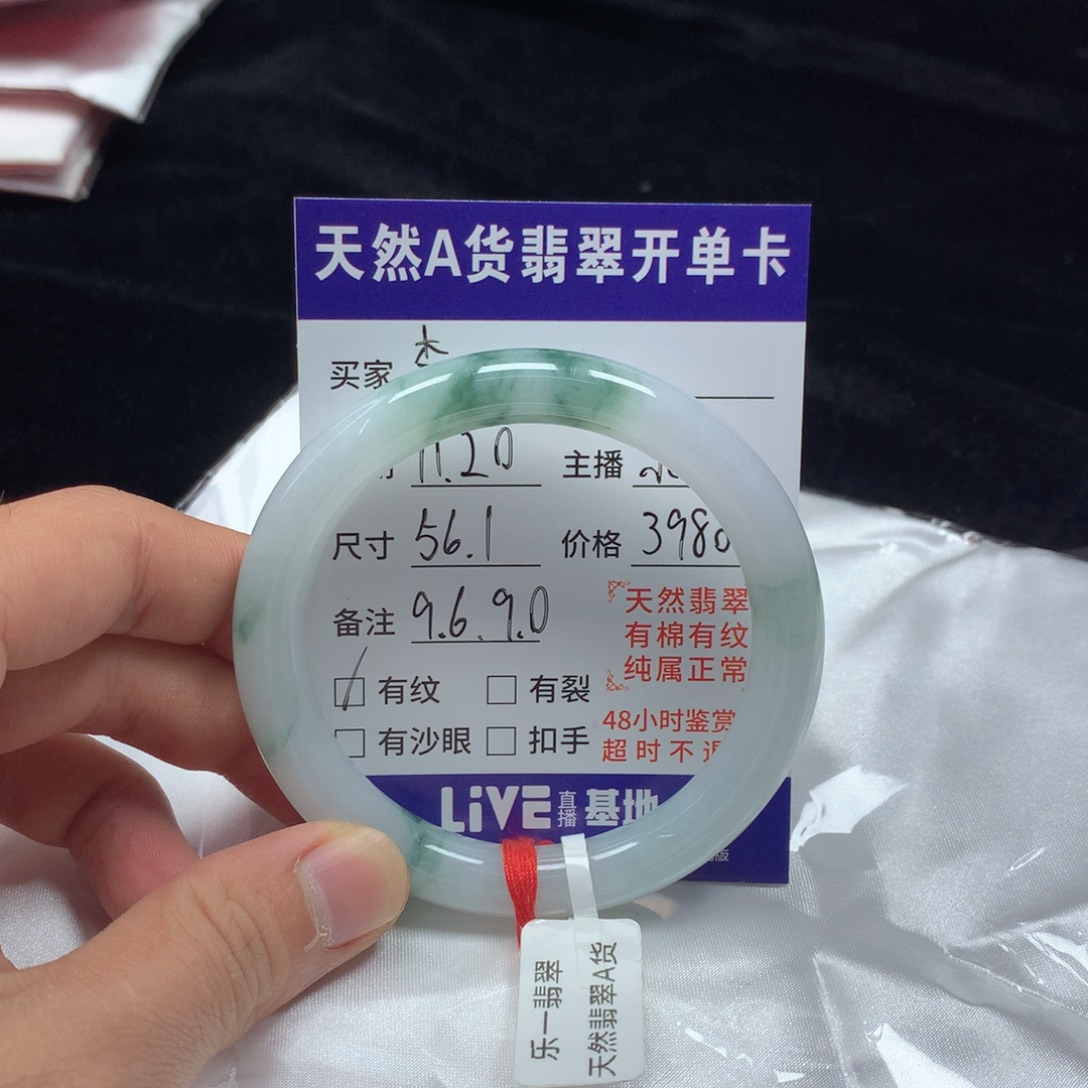 天然A货翡翠开单卡
买家
11.20 主播
尺寸 56.1 价格 3980
备注 9.6 9.0
有纹 有裂
有沙眼 扣手
天然翡翠
有棉有纹
纯属正常
48小时鉴赏
超时不退
LiVE 直播 基地
乐一翡翠
天然翡翠A货